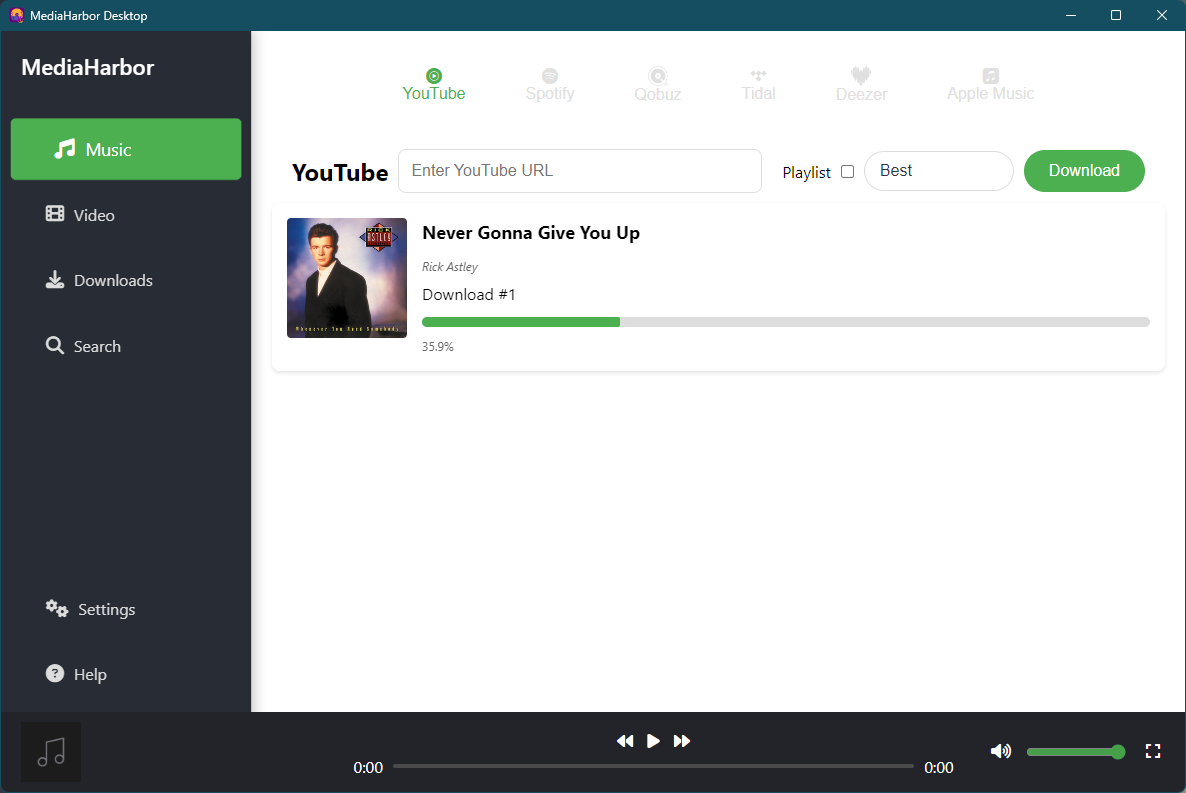 MediaHarbor Desktop
MediaHarbor
Music
Video
Downloads
Search
Settings
Help
YouTube
Spotify
Qobuz
Tidal
Deezer
Apple Music
YouTube
Enter YouTube URL
Playlist
Best
Download
RICK
ASTLEY
Whenever You Need Somebody
Never Gonna Give You Up
Rick Astley
Download #1
35.9%
0:00
0:00